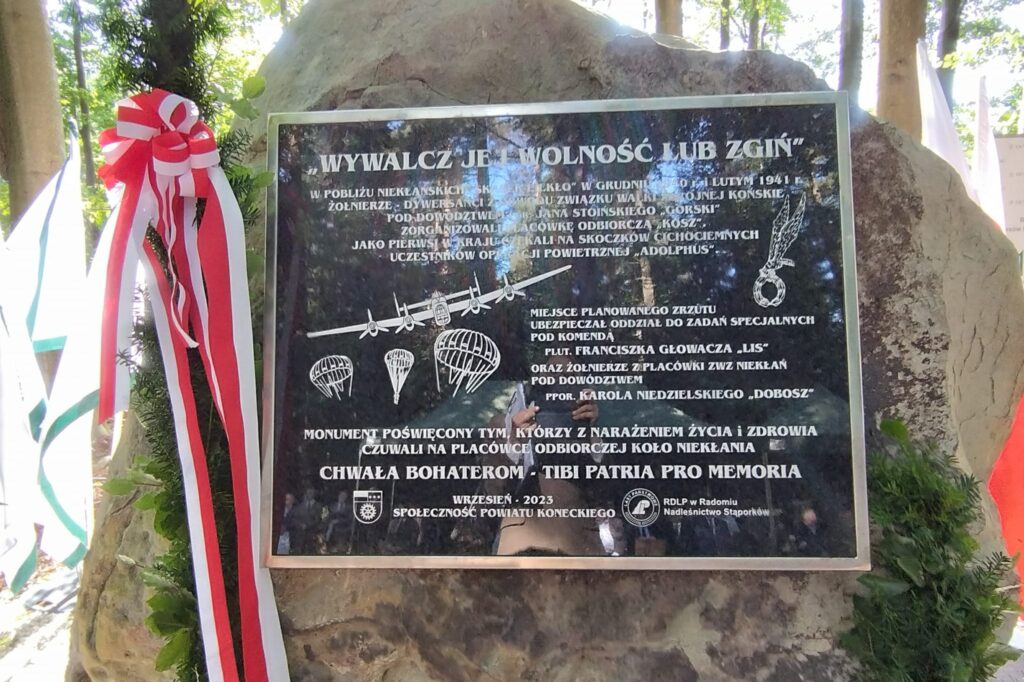 „WYWALCZ JEJ WOLNOŚĆ LUB ZGIŃ”
W POBLIŻU NIEKŁAŃSKICH W GRUDNIU 1940 r. i LUTYM 1941 r.
ŻOŁNIERZE - DYWERSANCI Z OBWODU ZWIĄZKU WALKI ZBROJNEJ KOŃSKIE
POD DOWÓDZTWEM JANA STOIŃSKIEGO „GÓRSKI”
ZORGANIZOWALI PLACÓWKĘ ODBIORCZĄ „KOSZ”,
JAKO PIERWSI W KRAJU CZEKALI NA SKOCZKÓW CICHOCIEMNYCH
UCZESTNIKÓW OPERACJI POWIETRZNEJ „ADOLPHUS”.
MIEJSCE PLANOWANEGO ZRZUTU
UBEZPIECZAŁ ODDZIAŁ DO ZADAŃ SPECJALNYCH
POD KOMENDĄ
PLUT. FRANCISZKA GŁOWACZA „LIS”
ORAZ ŻOŁNIERZE Z PLACÓWKI ZWZ NIEKŁAŃ
POD DOWÓDZTWEM
PPOR. KAROLA NIEDZIELSKIEGO „DOBOSZ”
MONUMENT POŚWIĘCONY TYM, KTÓRZY Z NARAŻENIEM ŻYCIA i ZDROWIA
CZUWALI NA PLACÓWCE ODBIORCZEJ KOŁO NIEKŁANIA
CHWAŁA BOHATEROM - TIBI PATRIA PRO MEMORIA
WRZESIEŃ - 2023
SPOŁECZNOŚĆ POWIATU KONECKIEGO
RDLP w Radomiu
Nadleśnictwo Stąporków